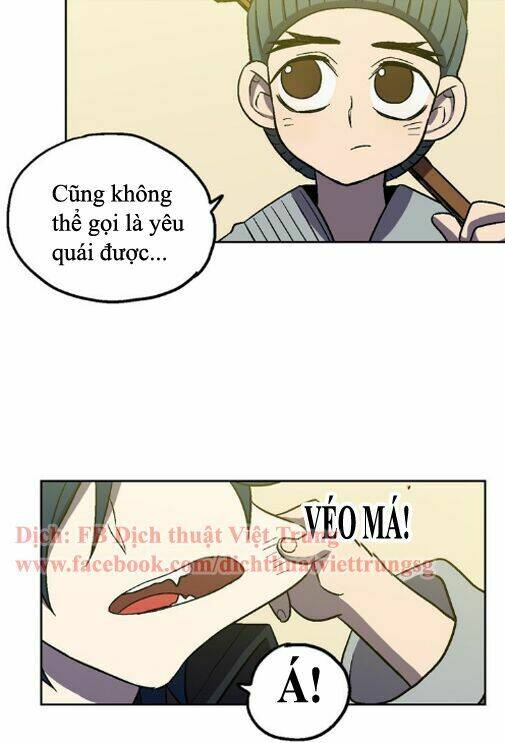 Cũng không
thể gọi là yêu
quái được...
VÉO MÁ!
Dịch: FB Dịch thuật Việt Trung
www.facebook.com/dichthuatviettrungsg
Á!